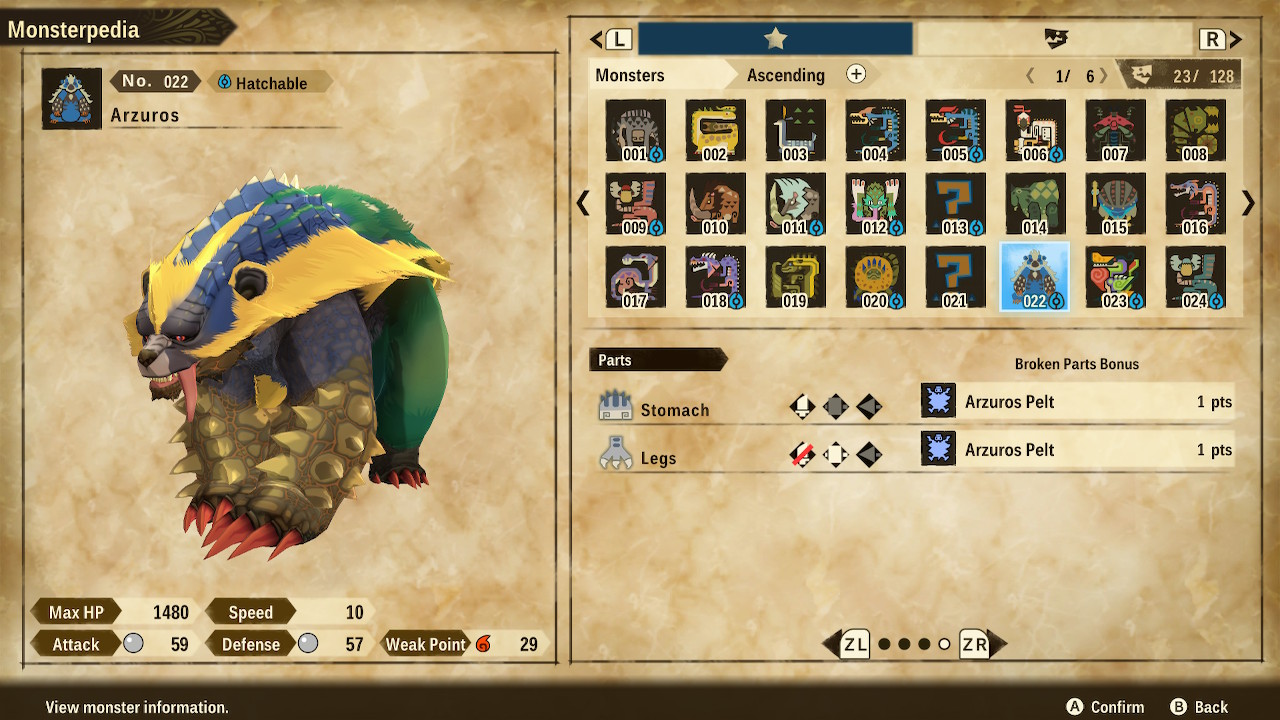 Monsterpedia
No. 022
Hatchable
Arzuros
L
R
Monsters
Ascending
1/ 6
23/ 128
001 002 003 004 005 006 007 008
009 010 011 012 013 014 015 016
017 018 019 020 021 022 023 024
Parts
Broken Parts Bonus
Stomach
Arzuros Pelt 1 pts
Legs
Arzuros Pelt 1 pts
Max HP 1480 Speed 10
Attack 59 Defense 57 Weak Point 29
ZL ZR
View monster information.
A Confirm B Back